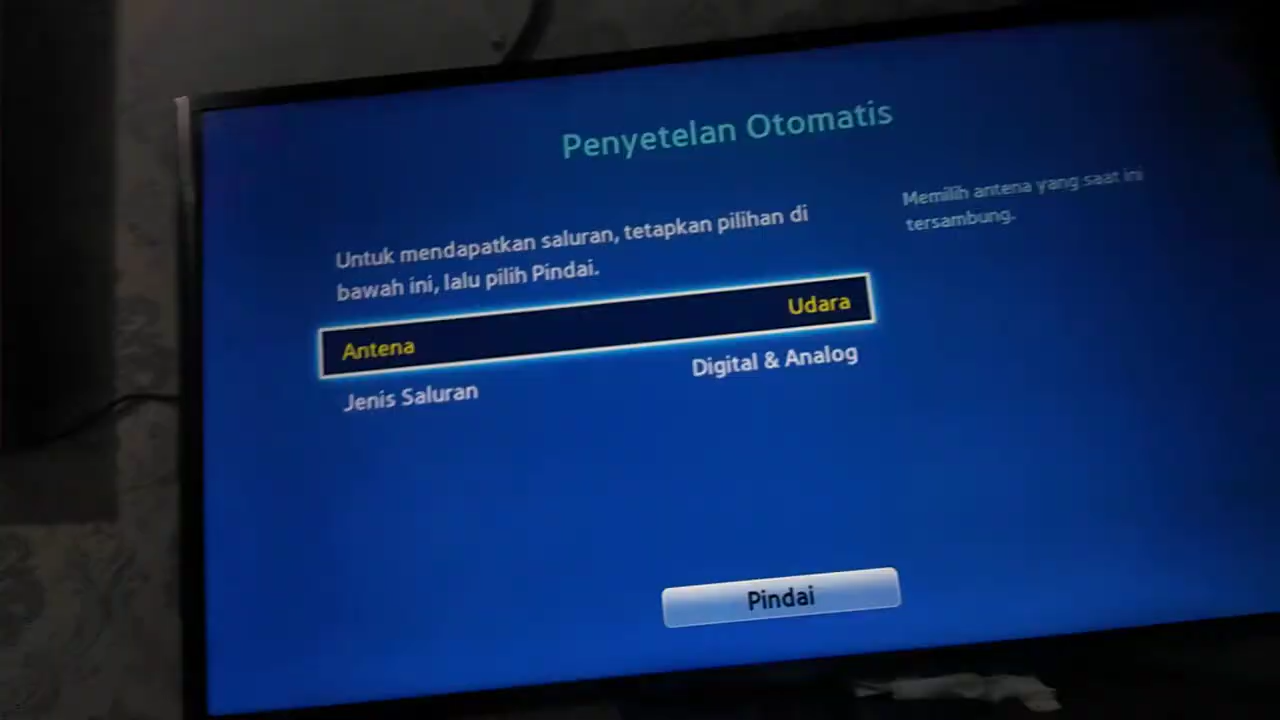 Penyetelan Otomatis
Untuk mendapatkan saluran, tetapkan pilihan di
bawah ini, lalu pilih Pindai.
Memilih antena yang saat ini
tersambung.
Antena Udara
Jenis Saluran Digital & Analog
Pindai